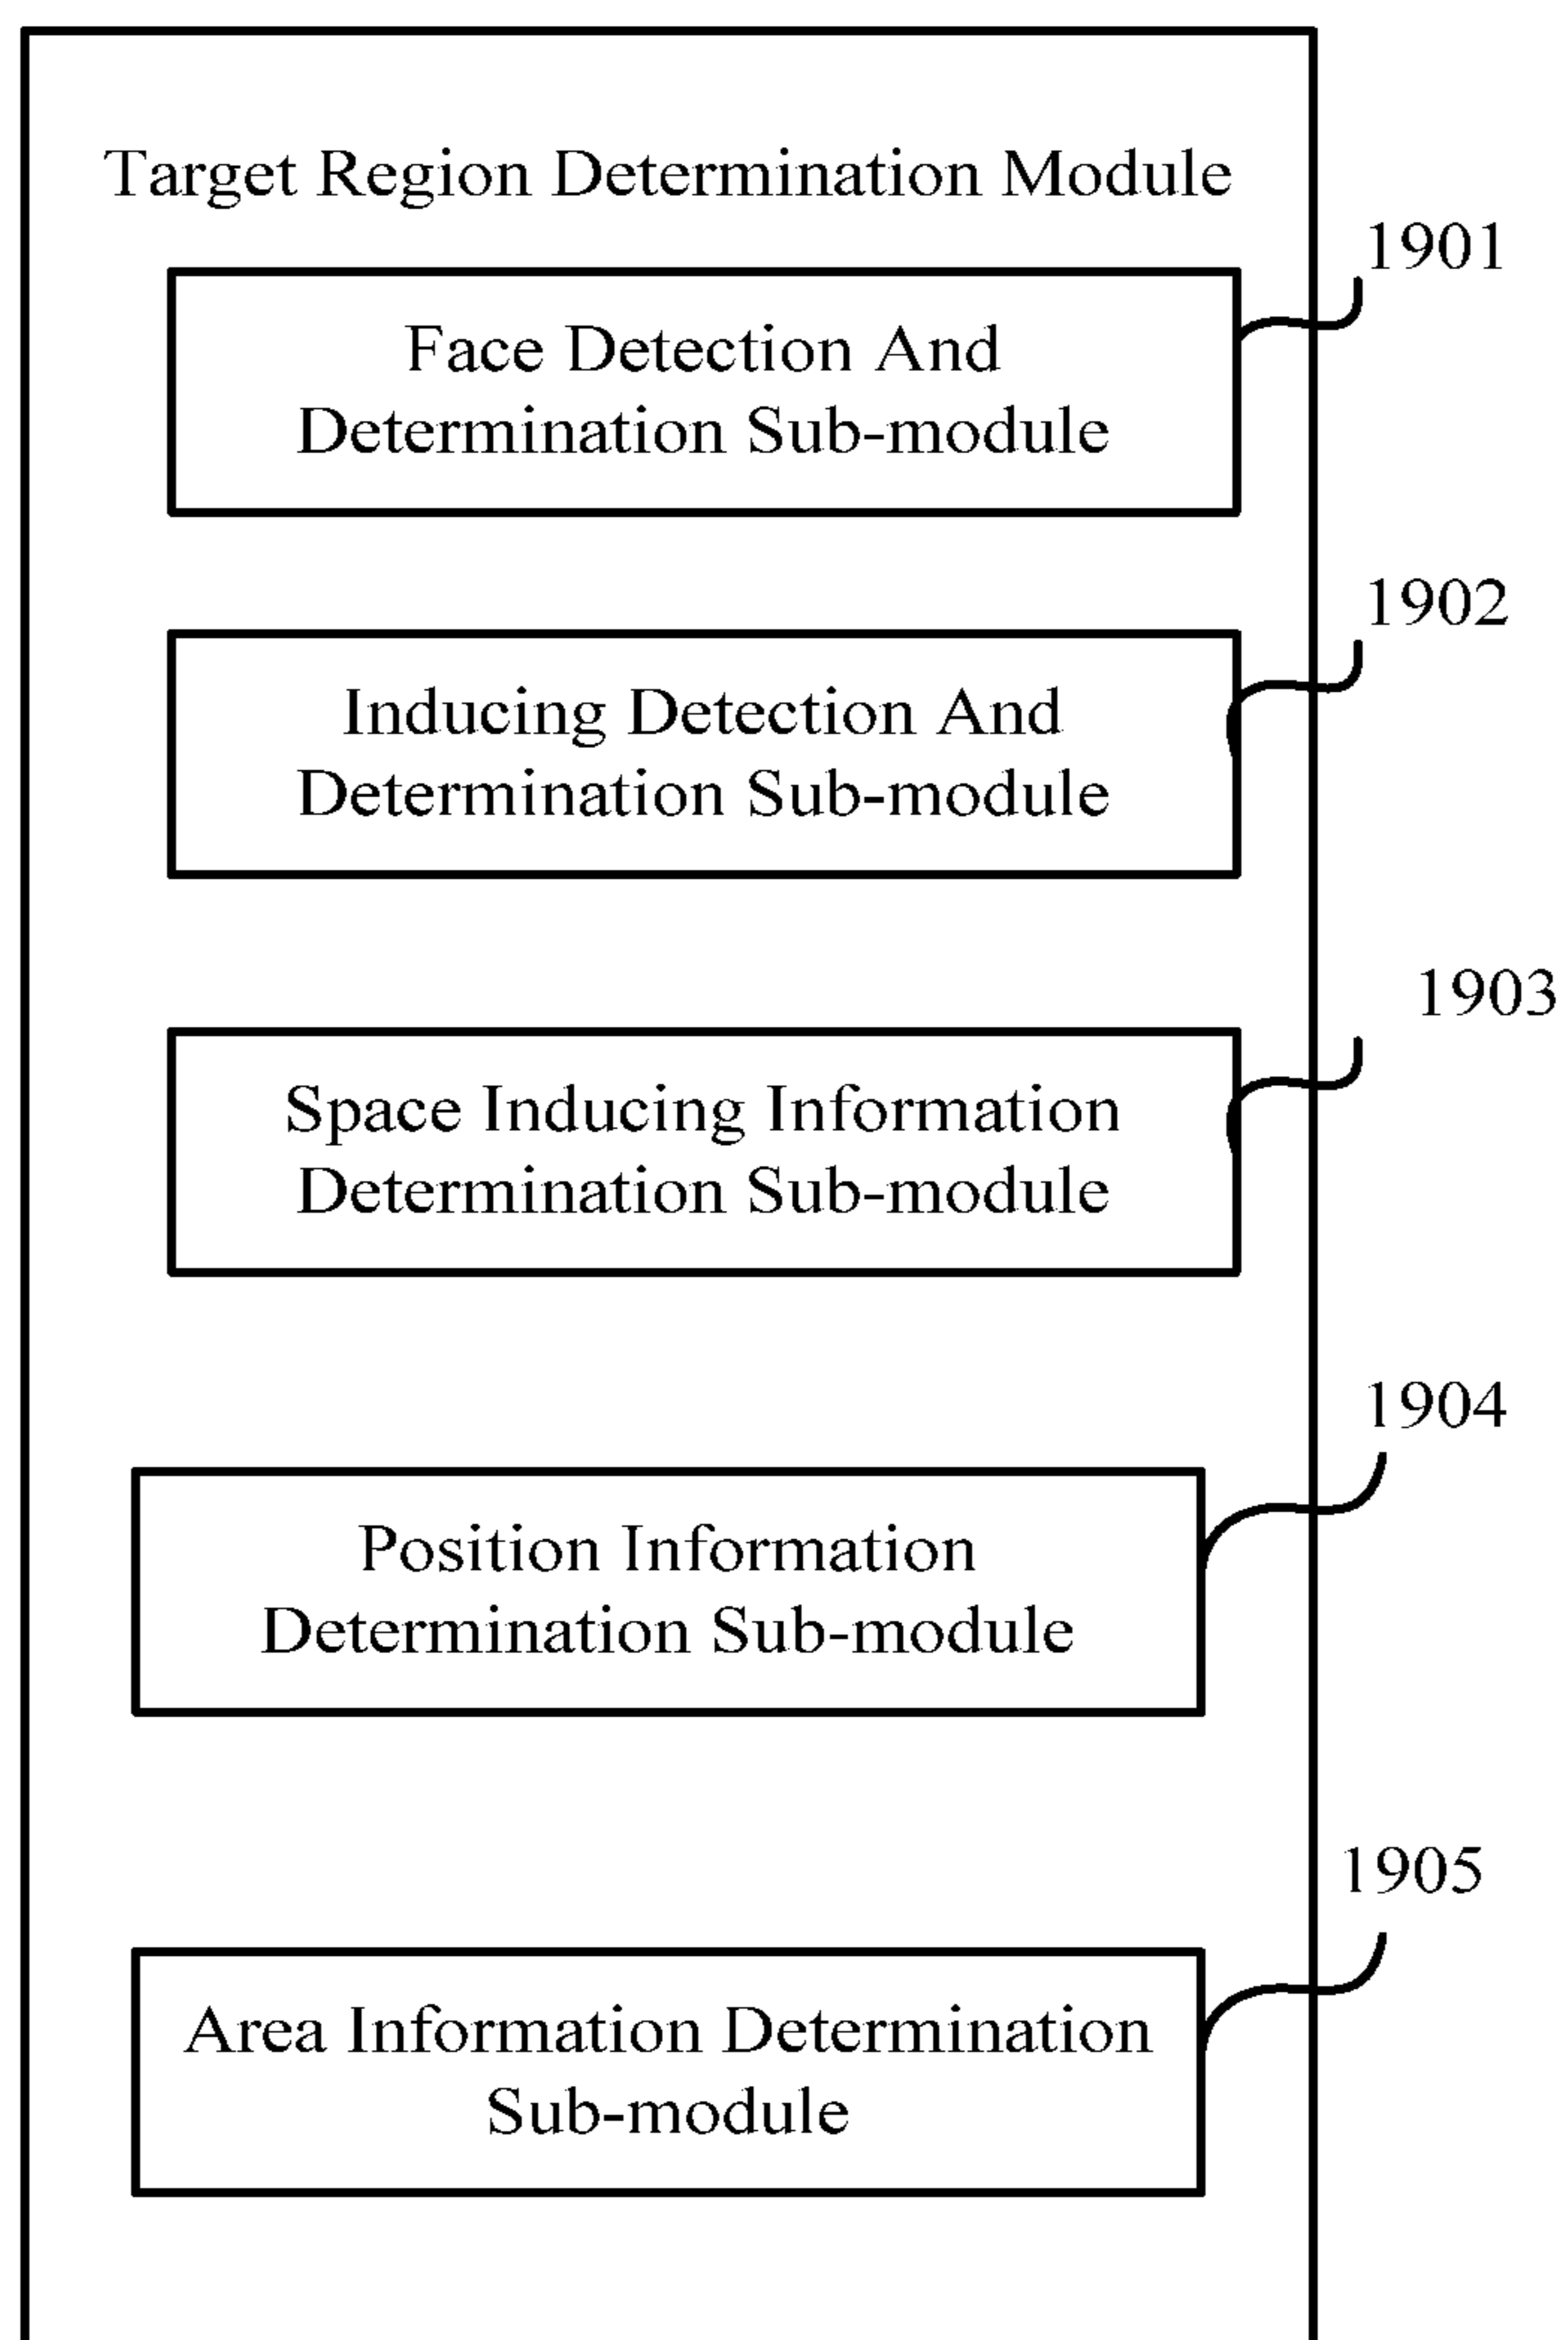 Target Region Determination Module
1901
Face Detection And
Determination Sub-module
1902
Inducing Detection And
Determination Sub-module
1903
Space Inducing Information
Determination Sub-module
1904
Position Information
Determination Sub-module
1905
Area Information Determination
Sub-module